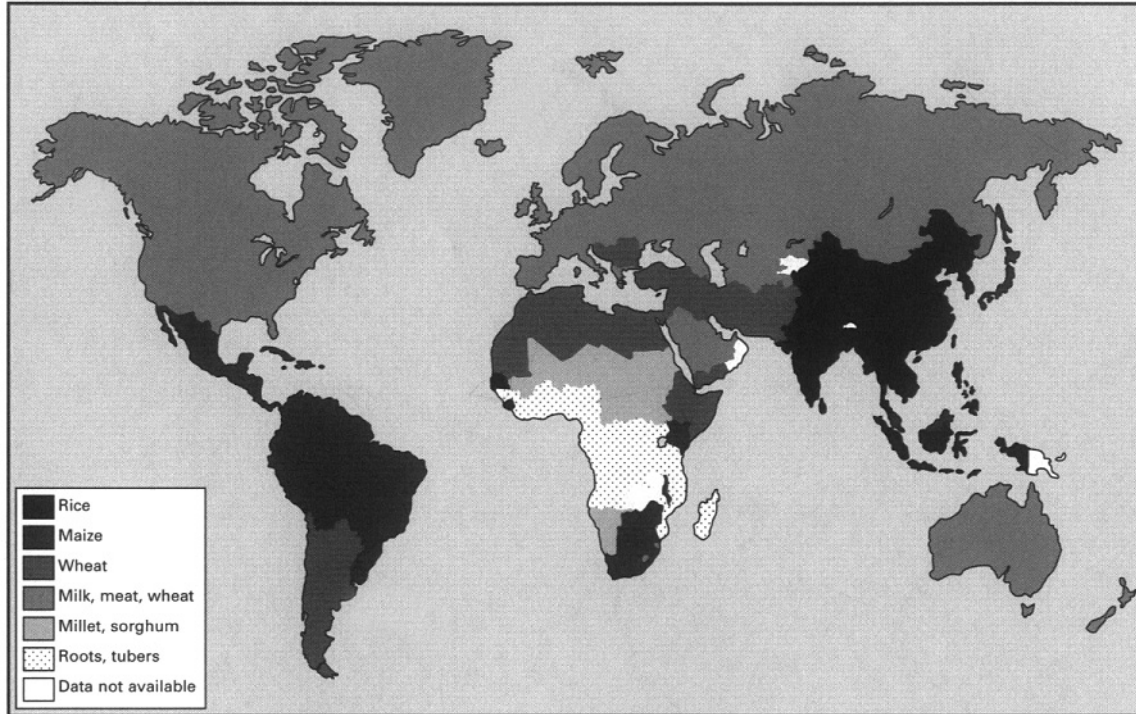 Rice
Maize
Wheat
Milk, meat, wheat
Millet, sorghum
Roots, tubers
Data not available